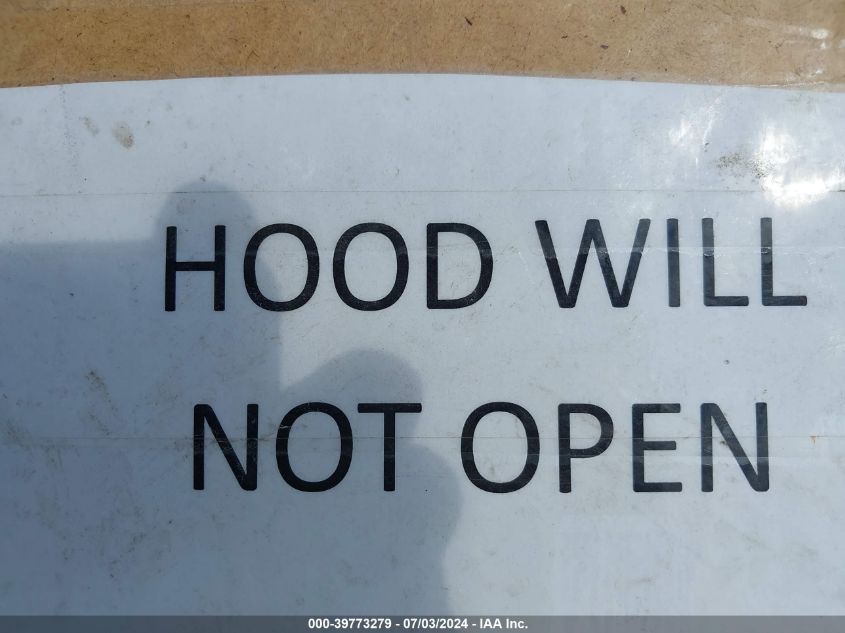 HOOD WILL
NOT OPEN
000-39773279 - 07/03/2024 - IAA Inc.